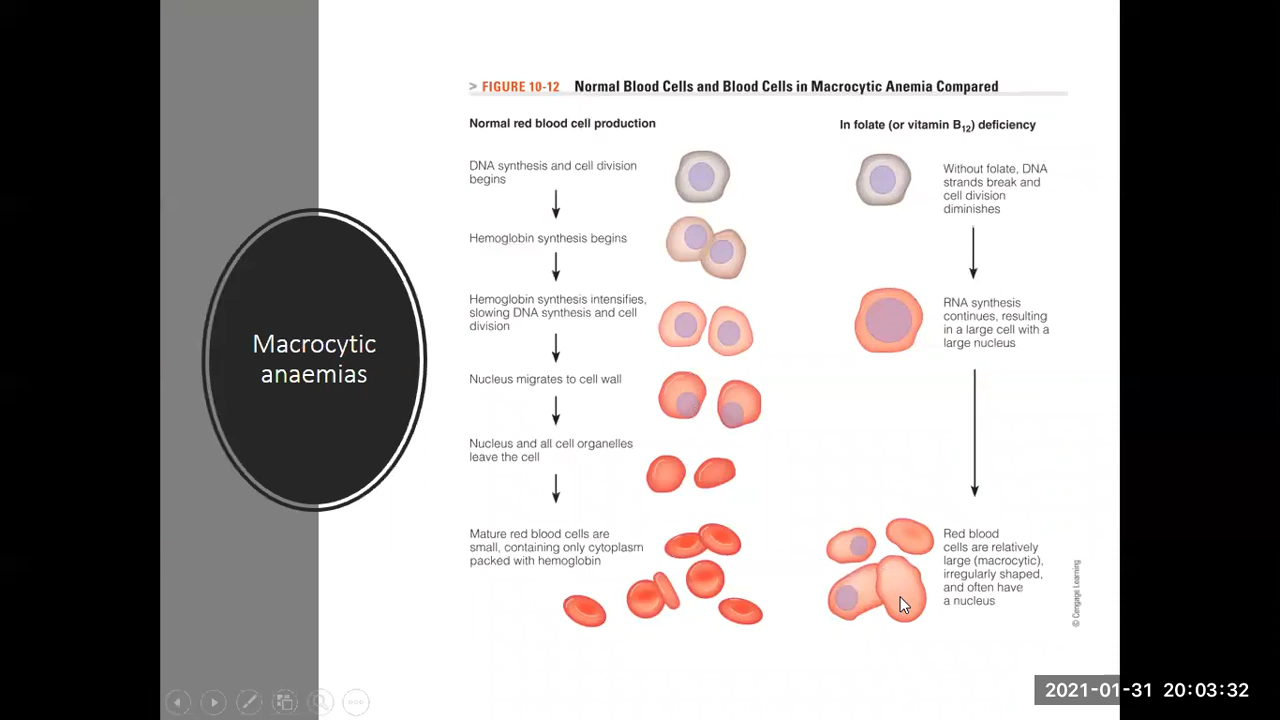 > FIGURE 10-12 Normal Blood Cells and Blood Cells in Macrocytic Anemia Compared
Normal red blood cell production
DNA synthesis and cell division
begins
Hemoglobin synthesis begins
Hemoglobin synthesis intensifies,
slowing DNA synthesis and cell
division
Nucleus migrates to cell wall
Nucleus and all cell organelles
leave the cell
Mature red blood cells are
small, containing only cytoplasm
packed with hemoglobin
In folate (or vitamin B12) deficiency
Without folate, DNA
strands break and
cell division
diminishes
RNA synthesis
continues, resulting
in a large cell with a
large nucleus
Red blood
cells are relatively
large (macrocytic),
irregularly shaped,
and often have
a nucleus
© Cengage Learning
Macrocytic
anaemias
2021-01-31 20:03:32